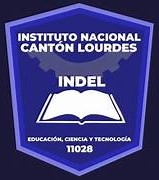 INSTITUTO NACIONAL
CANTÓN LOURDES
INDEL
EDUCACIÓN, CIENCIA Y TECNOLOGÍA
11028